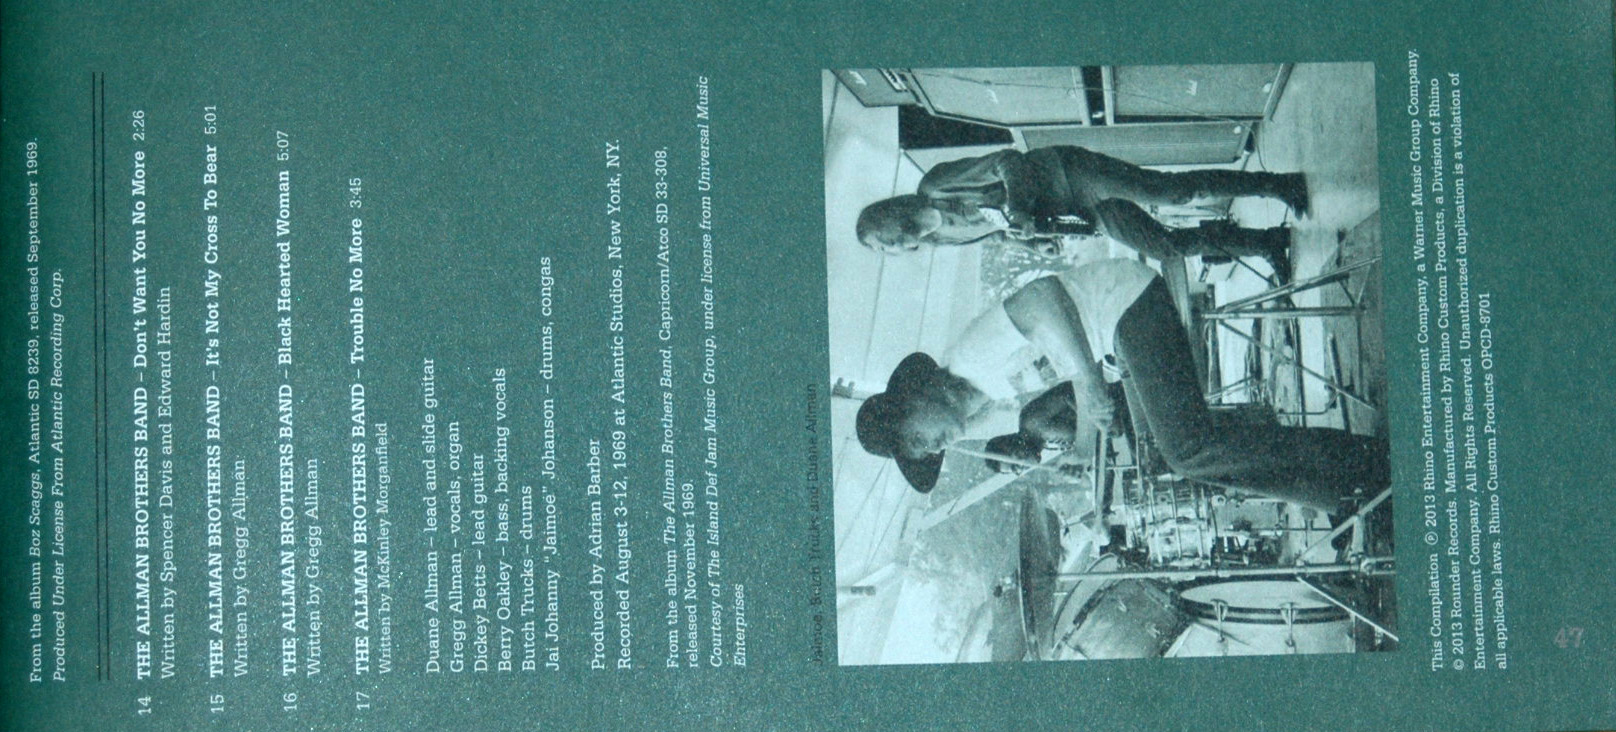 From the album Boz Scaggs, Atlantic SD 8239, released September 1969.
Produced Under License From Atlantic Recording Corp.
14 THE ALLMAN BROTHERS BAND – Don't Want You No More 2:26
Written by Spencer Davis and Edward Hardin
15 THE ALLMAN BROTHERS BAND – It's Not My Cross To Bear 5:01
Written by Gregg Allman
16 THE ALLMAN BROTHERS BAND – Black Hearted Woman 5:07
Written by Gregg Allman
17 THE ALLMAN BROTHERS BAND – Trouble No More 3:45
Written by McKinley Morganfield
Duane Allman – lead and slide guitar
Gregg Allman – vocals, organ
Dickey Betts – lead guitar
Berry Oakley – bass, backing vocals
Butch Trucks – drums
Jai Johanny "Jaimoe" Johanson – drums, congas
Produced by Adrian Barber
Recorded August 3-12, 1969 at Atlantic Studios, New York, NY.
From the album The Allman Brothers Band, Capricorn/Atco SD 33-308,
released November 1969.
Courtesy of The Island Def Jam Music Group, under license from Universal Music
Enterprises
Jaimoe, Butch Trucks and Duane Allman
This Compilation ℗ 2013 Rhino Entertainment Company, a Warner Music Group Company.
© 2013 Rounder Records. Manufactured by Rhino Custom Products, a Division of Rhino
Entertainment Company. All Rights Reserved. Unauthorized duplication is a violation of
all applicable laws. Rhino Custom Products OPCD-8701
47